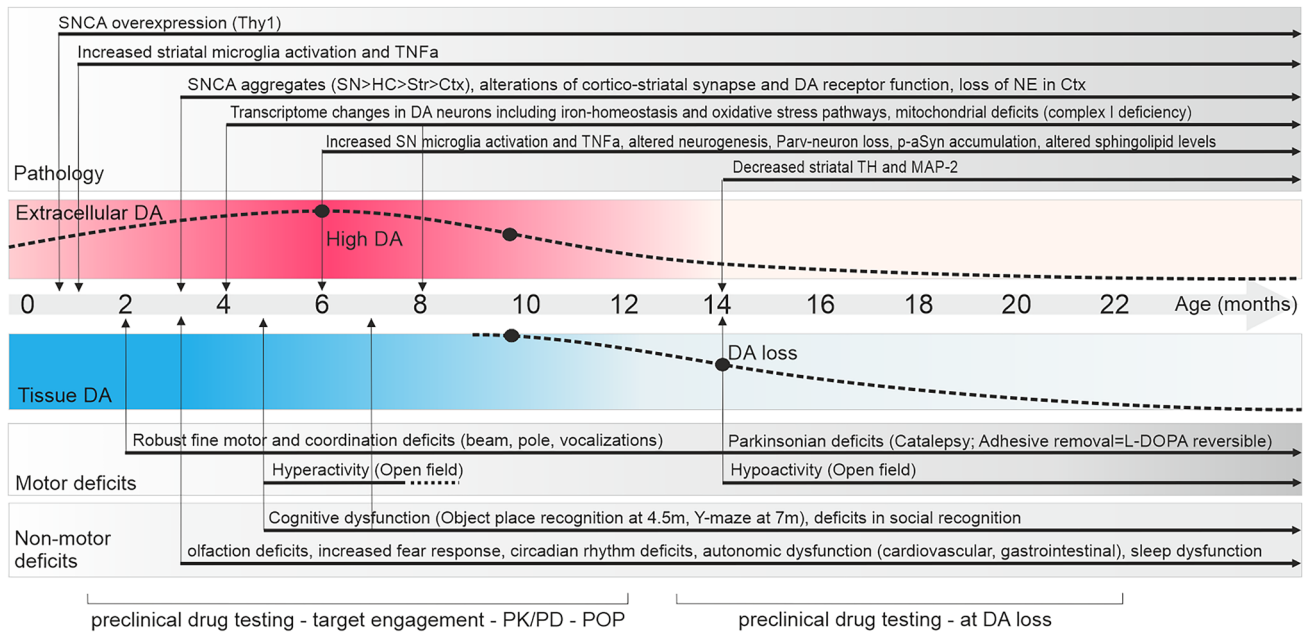 SNCA overexpression (Thy1)
Increased striatal microglia activation and TNFa
SNCA aggregates (SN>HC>Str>Ctx), alterations of cortico-striatal synapse and DA receptor function, loss of NE in Ctx
Transcriptome changes in DA neurons including iron-homeostasis and oxidative stress pathways, mitochondrial deficits (complex I deficiency)
Increased SN microglia activation and TNFa, altered neurogenesis, Parv-neuron loss, p-aSyn accumulation, altered sphingolipid levels
Decreased striatal TH and MAP-2
Pathology
Extracellular DA
High DA
0 2 4 6 8 10 12 14 16 18 20 22 Age (months)
DA loss
Tissue DA
Robust fine motor and coordination deficits (beam, pole, vocalizations)
Parkinsonian deficits (Catalepsy; Adhesive removal=L-DOPA reversible)
Hyperactivity (Open field)
Hypoactivity (Open field)
Motor deficits
Cognitive dysfunction (Object place recognition at 4.5m, Y-maze at 7m), deficits in social recognition
Non-motor
deficits
olfaction deficits, increased fear response, circadian rhythm deficits, autonomic dysfunction (cardiovascular, gastrointestinal), sleep dysfunction
preclinical drug testing - target engagement - PK/PD - POP
preclinical drug testing - at DA loss